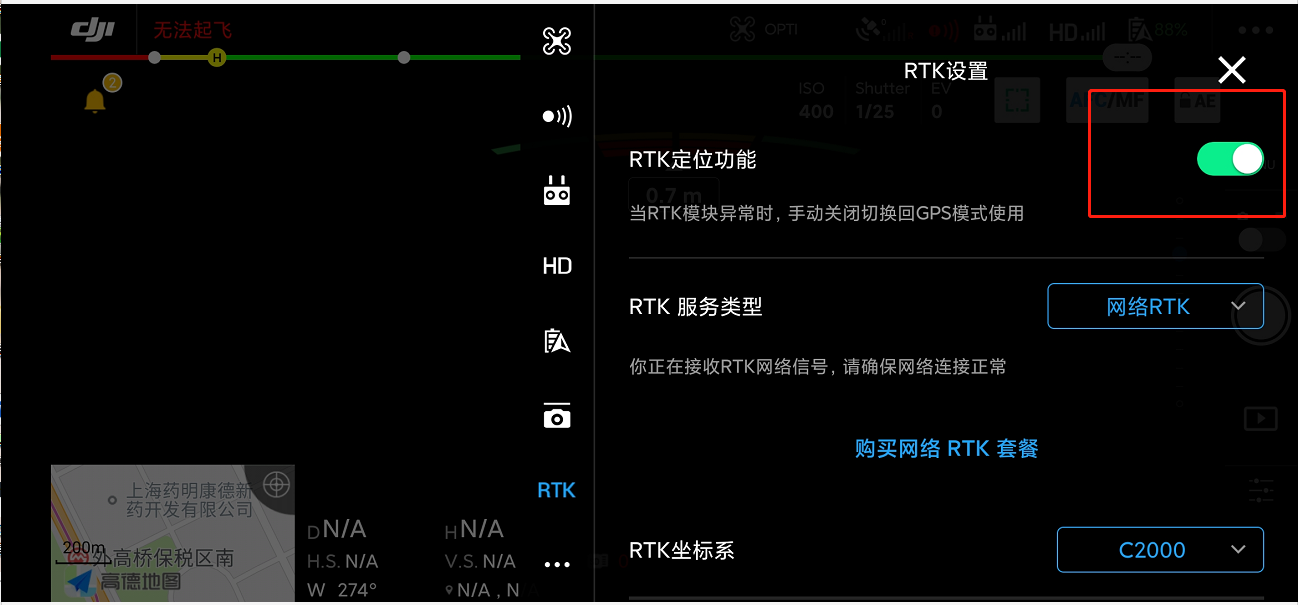 dji
无法起飞
H
2
OPTI
0
HD
88%
RTK设置
ISO
Shutter
EV
400
1/25
0
AFC/MF
AE
RTK定位功能
0.7 m
当RTK模块异常时，手动关闭切换回GPS模式使用
HD
RTK 服务类型
网络RTK
你正在接收RTK网络信号，请确保网络连接正常
购买网络 RTK 套餐
RTK
RTK坐标系
C2000
上海药明康德新
药开发有限公司
200m
外高桥保税区南
高德地图
D N/A
H N/A
H.S. N/A
V.S. N/A
W 274°
N/A , N